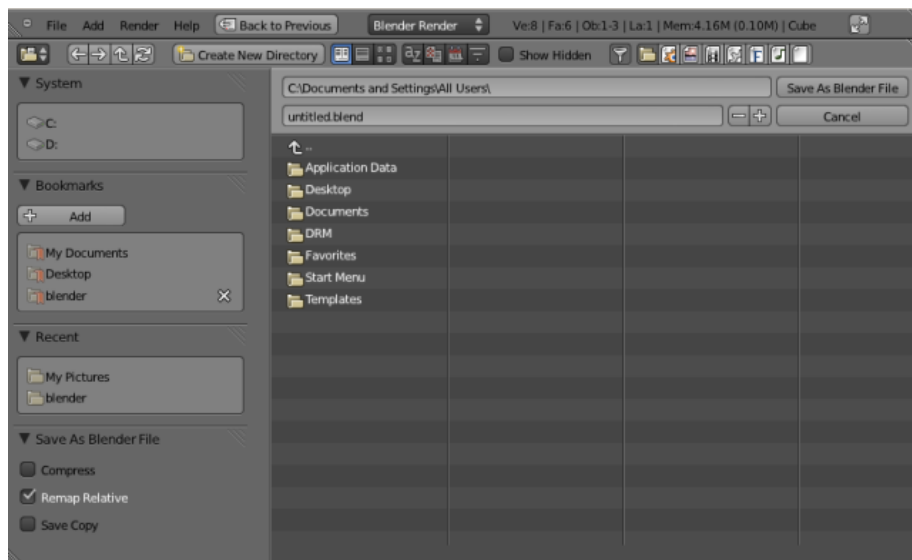 File Add Render Help Back to Previous Blender Render Ve:8 | Fa:6 | Ob:1-3 | La:1 | Mem:4.16M (0.10M) | Cube
Create New Directory Show Hidden
System
C:
D:
Bookmarks
Add
My Documents
Desktop
blender
Recent
My Pictures
blender
Save As Blender File
Compress
Remap Relative
Save Copy
C:\Documents and Settings\All Users\ Save As Blender File
untitled.blend Cancel
..
Application Data
Desktop
Documents
DRM
Favorites
Start Menu
Templates